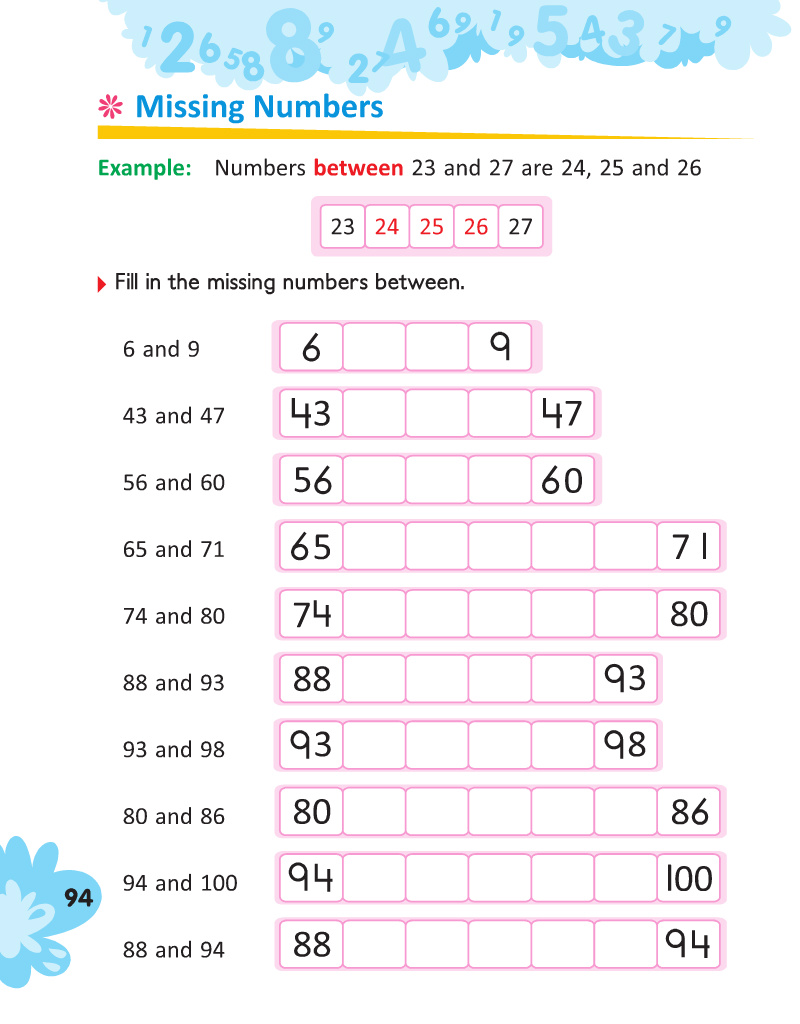 1 2 6 5 8 8 9 2 7 4 6 9 1 9 5 4 3 7 9
Missing Numbers
Example: Numbers between 23 and 27 are 24, 25 and 26
23 24 25 26 27
Fill in the missing numbers between.
6 and 9 6 9
43 and 47 43 47
56 and 60 56 60
65 and 71 65 71
74 and 80 74 80
88 and 93 88 93
93 and 98 93 98
80 and 86 80 86
94 and 100 94 100
88 and 94 88 94
94